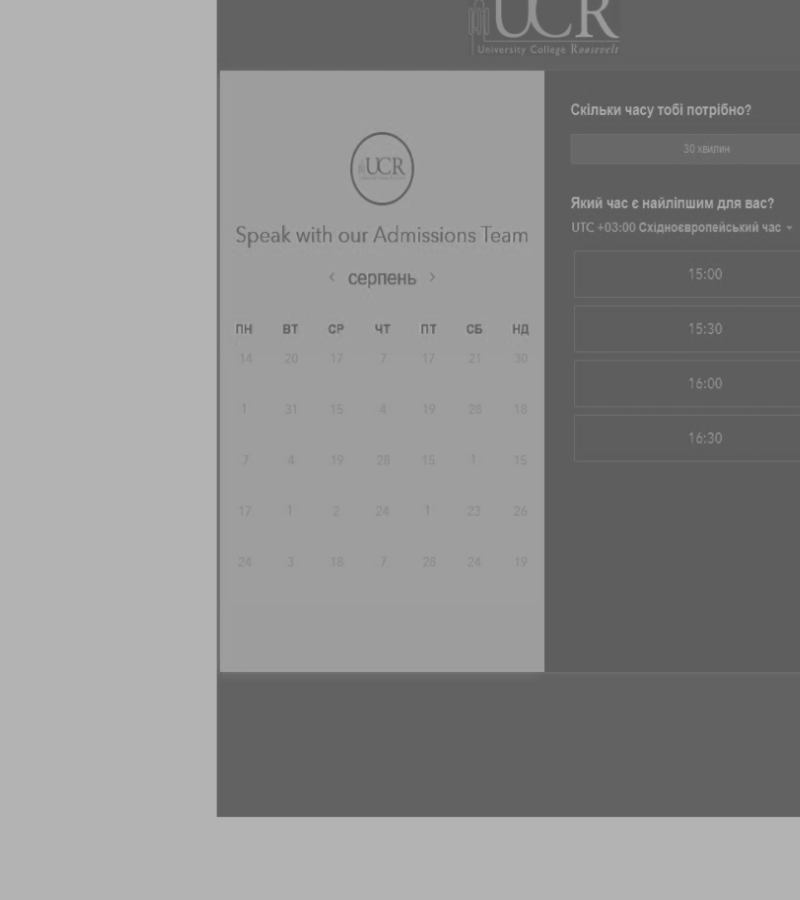 UCR
University College Roosevelt
UCR
Speak with our Admissions Team
‹ серпень ›
ПН ВТ СР ЧТ ПТ СБ НД
14 20 17 7 17 21 30
1 31 15 4 19 28 18
7 4 19 28 15 1 15
17 1 2 24 1 23 26
24 3 18 7 28 24 19
Скільки часу тобі потрібно?
30 хвилин
Який час є найліпшим для вас?
UTC +03:00 Східноєвропейський час
15:00
15:30
16:00
16:30